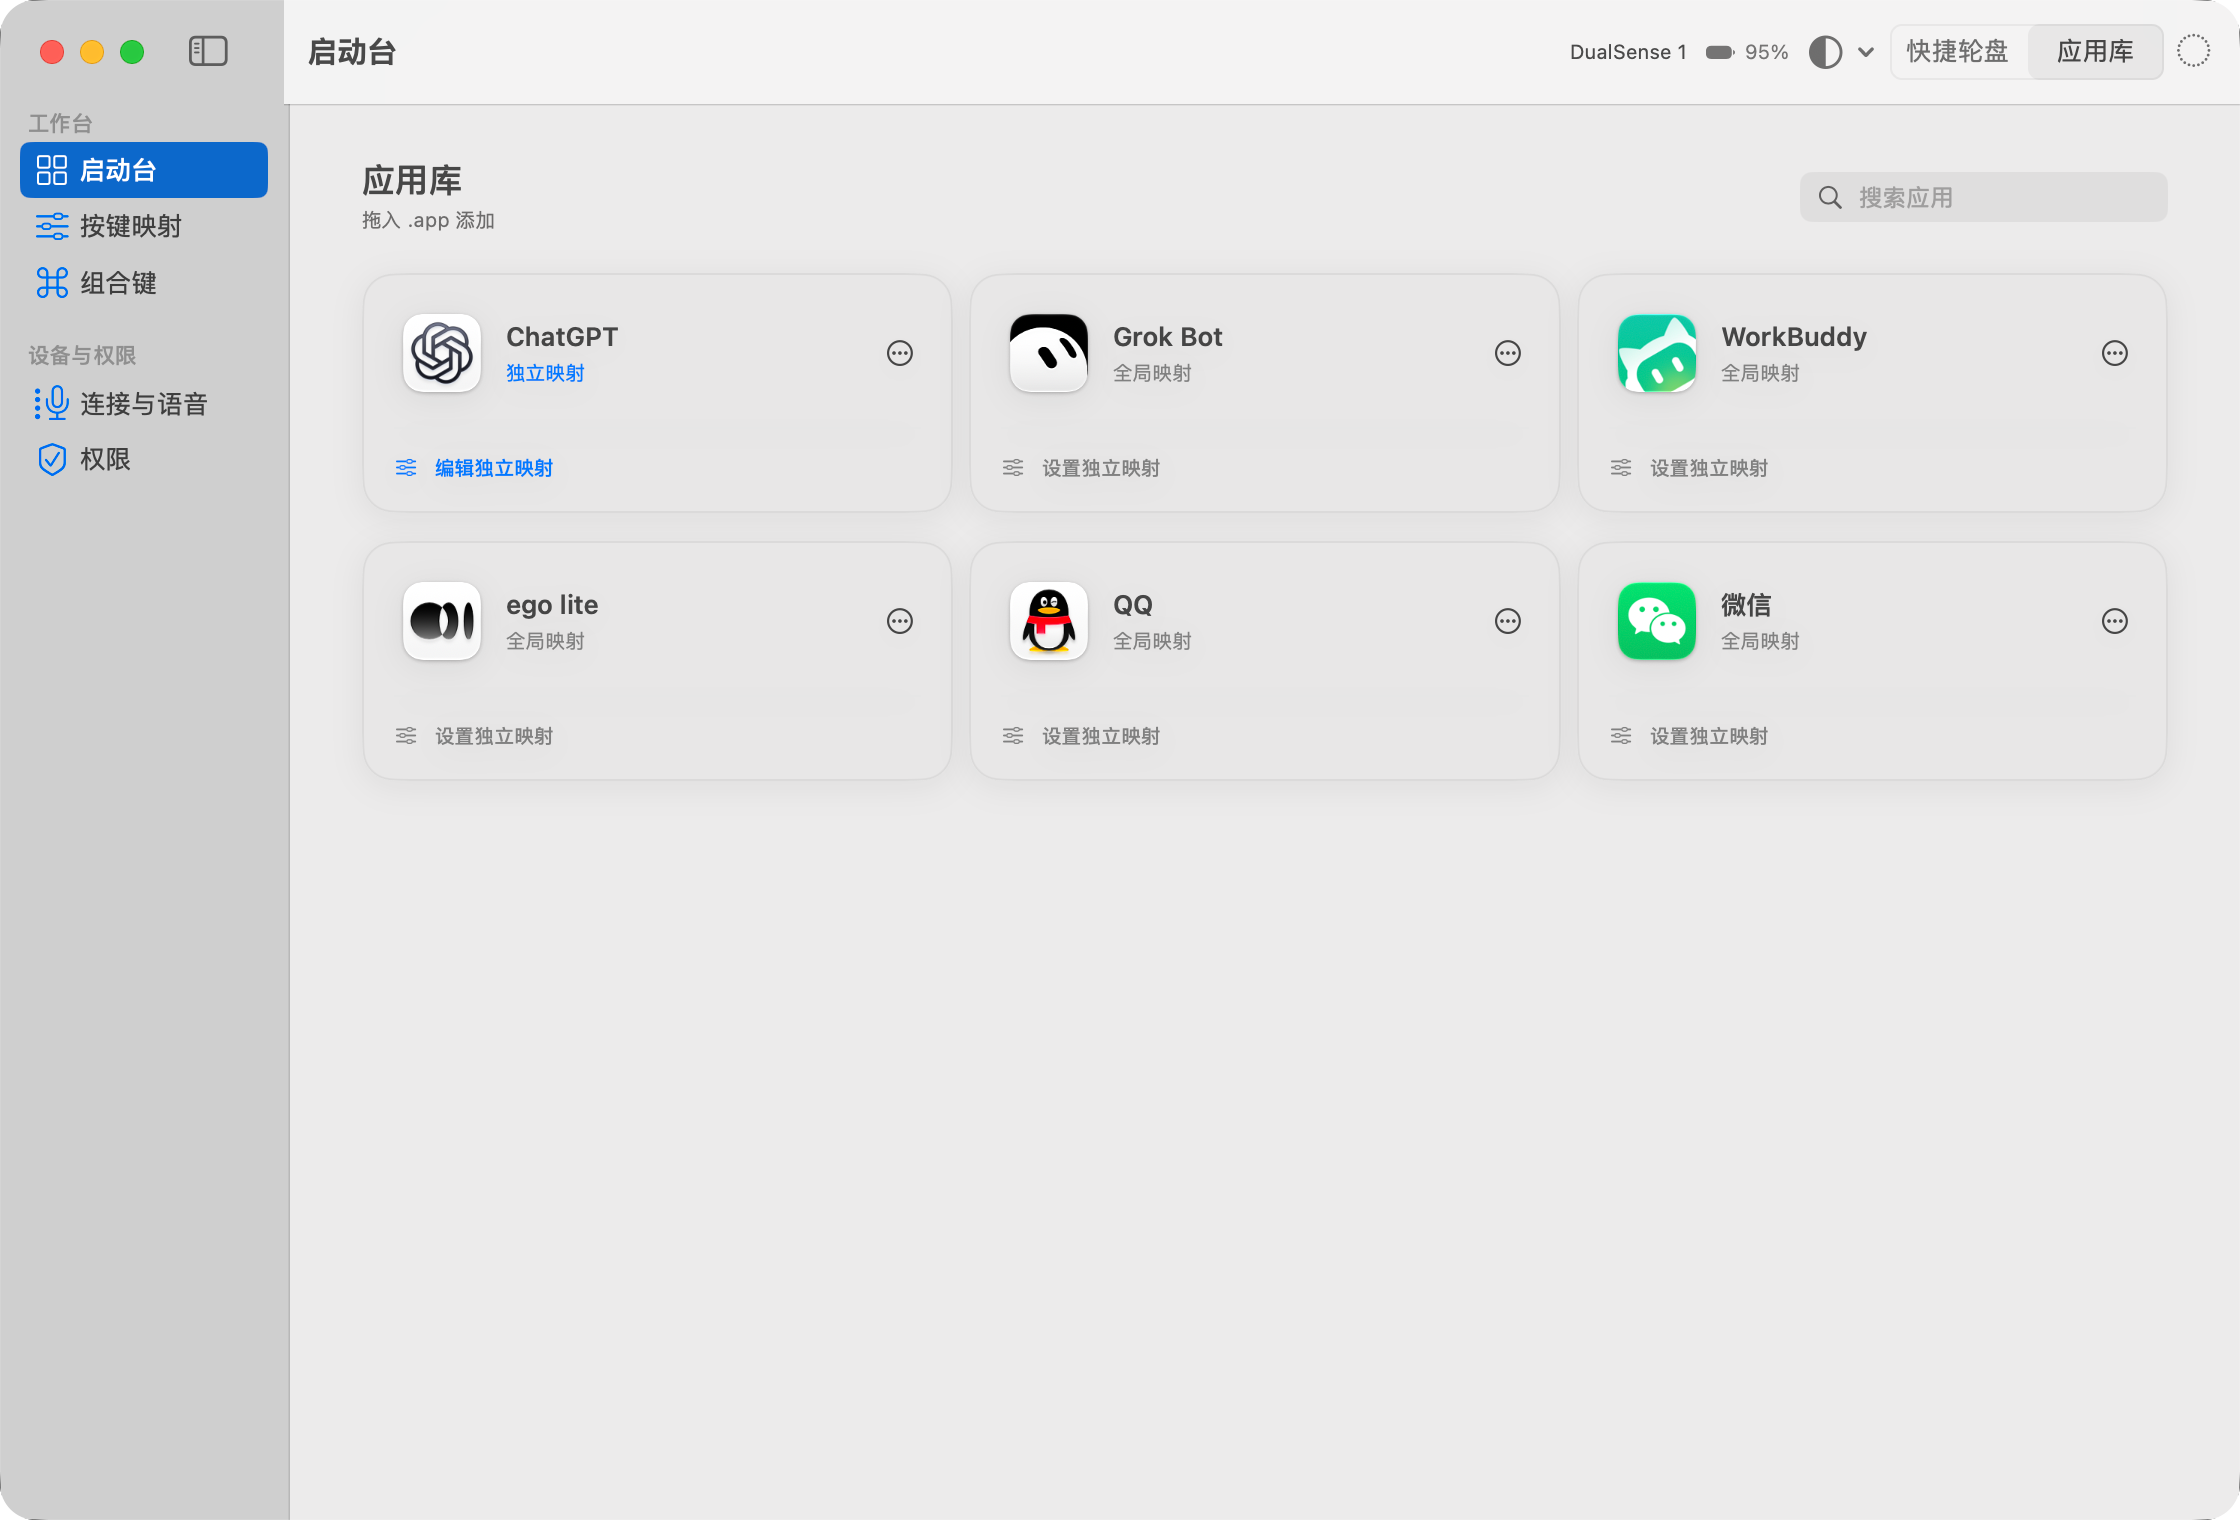 启动台
DualSense 1 95%
快捷轮盘 应用库
工作台
启动台
按键映射
组合键
设备与权限
连接与语音
权限
应用库
拖入 .app 添加
搜索应用
ChatGPT
独立映射
编辑独立映射
Grok Bot
全局映射
设置独立映射
WorkBuddy
全局映射
设置独立映射
ego lite
全局映射
设置独立映射
QQ
全局映射
设置独立映射
微信
全局映射
设置独立映射